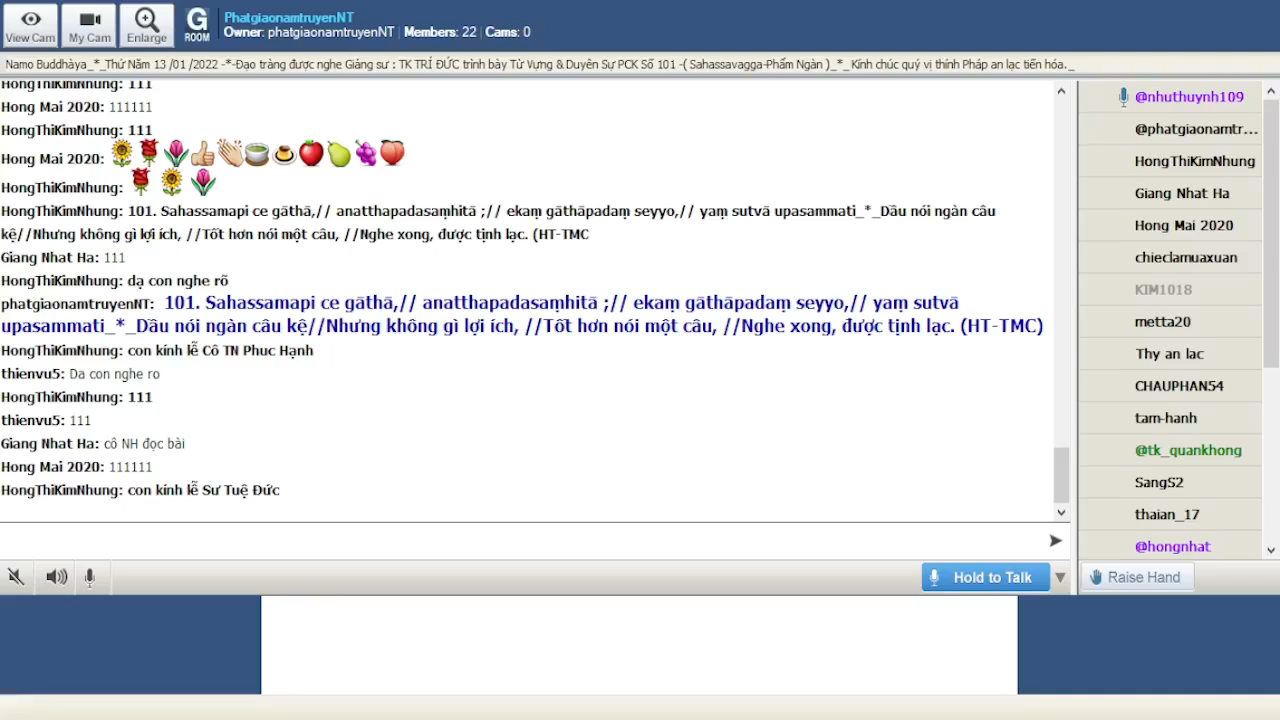 View Cam
My Cam
Enlarge
G ROOM
PhatgiaonamtruyenNT
Owner: phatgiaonamtruyenNT | Members: 22 | Cams: 0
Namo Buddhàya_*_Thứ Năm 13 /01 /2022 -*-Đạo tràng được nghe Giảng sư : TK TRÍ ĐỨC trình bày Từ Vựng & Duyên Sự PCK Số 101 -( Sahassavagga-Phẩm Ngàn )_*_ Kính chúc quý vị thính Pháp an lạc tiến hóa._
HongThiKimNhung: 111
Hong Mai 2020: 111111
HongThiKimNhung: 111
Hong Mai 2020: 🌻🌹🌷👍👏🍵🍮🍎🍐🍇🍑
HongThiKimNhung: 🌹🌻🌷
HongThiKimNhung: 101. Sahassamapi ce gāthā,// anatthapadasaṃhitā ;// ekaṃ gāthāpadaṃ seyyo,// yaṃ sutvā upasammati_*_Dầu nói ngàn câu
kệ//Nhưng không gì lợi ích, //Tốt hơn nói một câu, //Nghe xong, được tịnh lạc. (HT-TMC
Giang Nhat Ha: 111
HongThiKimNhung: dạ con nghe rõ
phatgiaonamtruyenNT: 101. Sahassamapi ce gāthā,// anatthapadasaṃhitā ;// ekaṃ gāthāpadaṃ seyyo,// yaṃ sutvā
upasammati_*_Dầu nói ngàn câu kệ//Nhưng không gì lợi ích, //Tốt hơn nói một câu, //Nghe xong, được tịnh lạc. (HT-TMC)
HongThiKimNhung: con kính lễ Cô TN Phuc Hạnh
thienvu5: Da con nghe ro
HongThiKimNhung: 111
thienvu5: 111
Giang Nhat Ha: cô NH đọc bài
Hong Mai 2020: 111111
HongThiKimNhung: con kính lễ Sư Tuệ Đức
@nhuthuynh109
@phatgiaonamtr...
HongThiKimNhung
Giang Nhat Ha
Hong Mai 2020
chieclamuaxuan
KIM1018
metta20
Thy an lac
CHAUPHAN54
tam-hanh
@tk_quankhong
SangS2
thaian_17
@hongnhat
Hold to Talk
Raise Hand